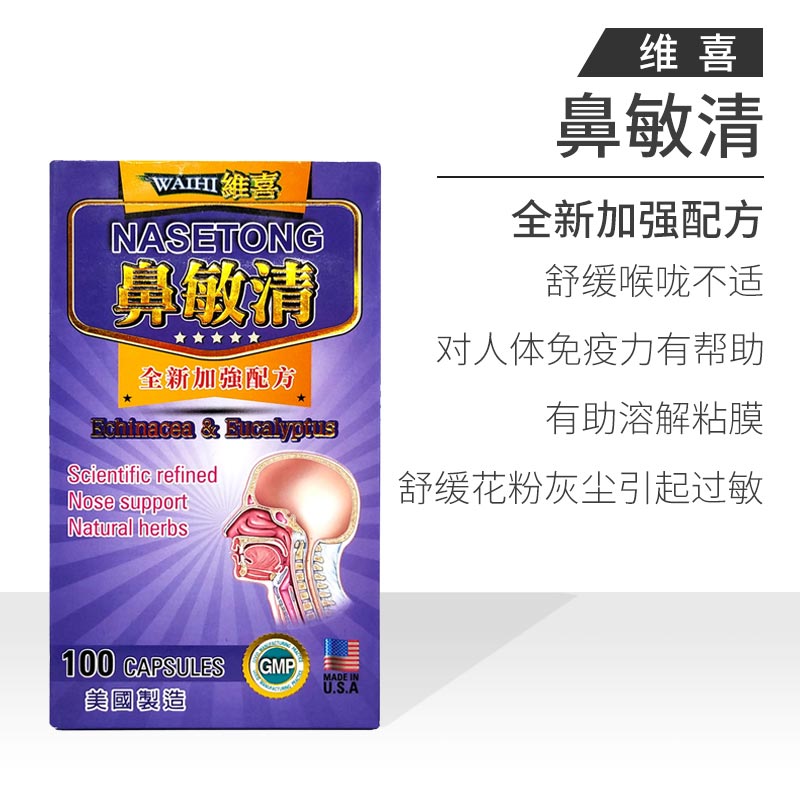 维喜
鼻敏清
全新加强配方
舒缓喉咙不适
对人体免疫力有帮助
有助溶解粘膜
舒缓花粉灰尘引起过敏
WAIHI 維喜
NASETONG
鼻敏清
全新加強配方
Echinacea & Eucalyptus
Scientific refined
Nose support
Natural herbs
100 CAPSULES
美國製造
GMP
MADE IN
U.S.A